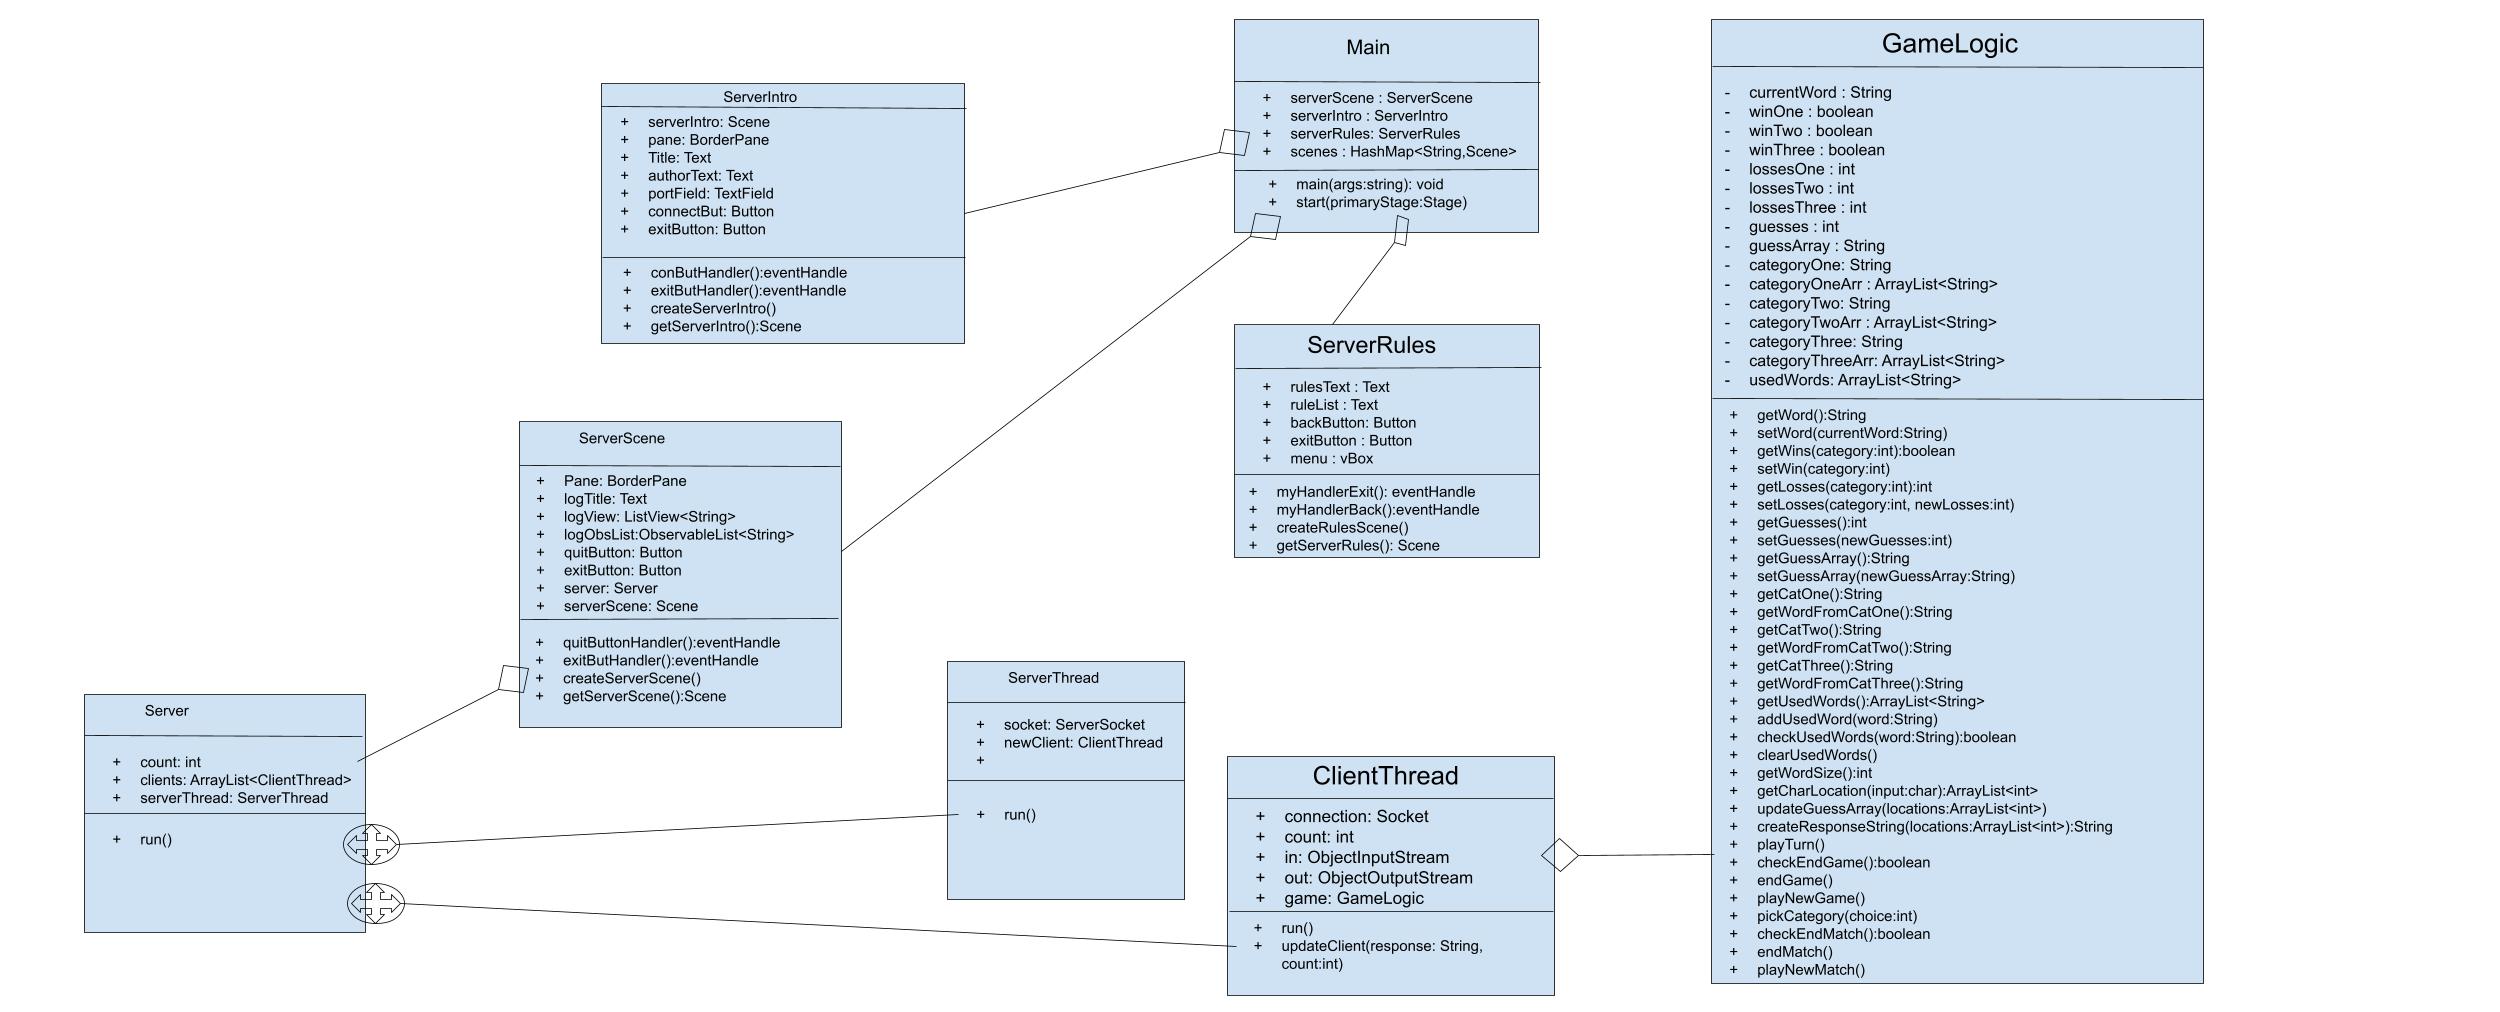 Main
+ serverScene : ServerScene
+ serverIntro : ServerIntro
+ serverRules: ServerRules
+ scenes : HashMap<String,Scene>
+ main(args:string): void
+ start(primaryStage:Stage)
GameLogic
- currentWord : String
- winOne : boolean
- winTwo : boolean
- winThree : boolean
- lossesOne : int
- lossesTwo : int
- lossesThree : int
- guesses : int
- guessArray : String
- categoryOne: String
- categoryOneArr : ArrayList<String>
- categoryTwo: String
- categoryTwoArr : ArrayList<String>
- categoryThree: String
- categoryThreeArr: ArrayList<String>
- usedWords: ArrayList<String>
+ getWord():String
+ setWord(currentWord:String)
+ getWins(category:int):boolean
+ setWin(category:int)
+ getLosses(category:int):int
+ setLosses(category:int, newLosses:int)
+ getGuesses():int
+ setGuesses(newGuesses:int)
+ getGuessArray():String
+ setGuessArray(newGuessArray:String)
+ getCatOne():String
+ getWordFromCatOne():String
+ getCatTwo():String
+ getWordFromCatTwo():String
+ getCatThree():String
+ getWordFromCatThree():String
+ getUsedWords():ArrayList<String>
+ addUsedWord(word:String)
+ checkUsedWords(word:String):boolean
+ clearUsedWords()
+ getWordSize():int
+ getCharLocation(input:char):ArrayList<int>
+ updateGuessArray(locations:ArrayList<int>)
+ createResponseString(locations:ArrayList<int>):String
+ playTurn()
+ checkEndGame():boolean
+ endGame()
+ playNewGame()
+ pickCategory(choice:int)
+ checkEndMatch():boolean
+ endMatch()
+ playNewMatch()
ServerIntro
+ serverIntro: Scene
+ pane: BorderPane
+ Title: Text
+ authorText: Text
+ portField: TextField
+ connectBut: Button
+ exitButton: Button
+ conButHandler():eventHandle
+ exitButHandler():eventHandle
+ createServerIntro()
+ getServerIntro():Scene
ServerRules
+ rulesText : Text
+ ruleList : Text
+ backButton: Button
+ exitButton : Button
+ menu : vBox
+ myHandlerExit(): eventHandle
+ myHandlerBack():eventHandle
+ createRulesScene()
+ getServerRules(): Scene
ServerScene
+ Pane: BorderPane
+ logTitle: Text
+ logView: ListView<String>
+ logObsList:ObservableList<String>
+ quitButton: Button
+ exitButton: Button
+ server: Server
+ serverScene: Scene
+ quitButtonHandler():eventHandle
+ exitButHandler():eventHandle
+ createServerScene()
+ getServerScene():Scene
Server
+ count: int
+ clients: ArrayList<ClientThread>
+ serverThread: ServerThread
+ run()
ServerThread
+ socket: ServerSocket
+ newClient: ClientThread
+
+ run()
ClientThread
+ connection: Socket
+ count: int
+ in: ObjectInputStream
+ out: ObjectOutputStream
+ game: GameLogic
+ run()
+ updateClient(response: String,
count:int)